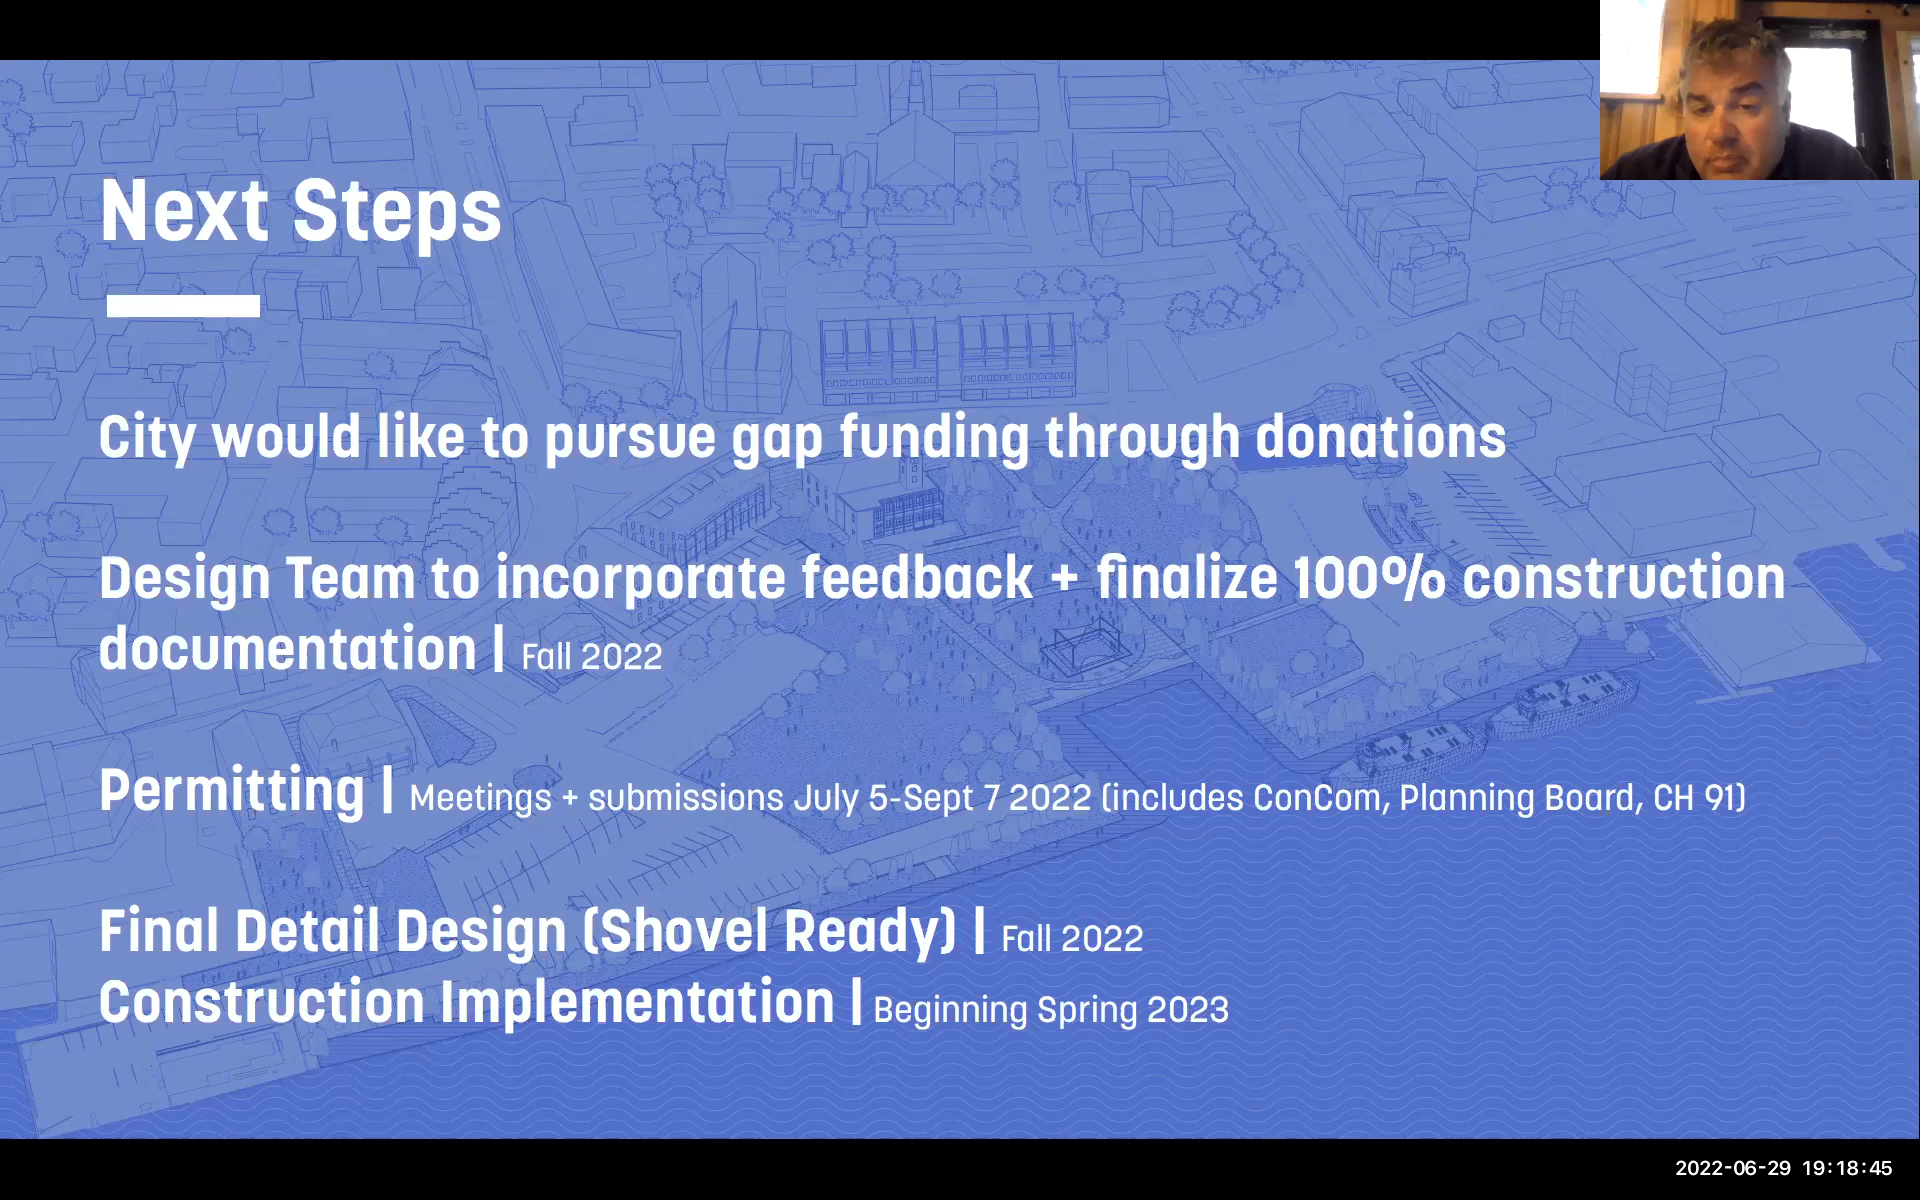 Next Steps
City would like to pursue gap funding through donations
Design Team to incorporate feedback + finalize 100% construction
documentation | Fall 2022
Permitting | Meetings + submissions July 5-Sept 7 2022 (includes ConCom, Planning Board, CH 91)
Final Detail Design (Shovel Ready) | Fall 2022
Construction Implementation | Beginning Spring 2023
2022-06-29 19:18:45